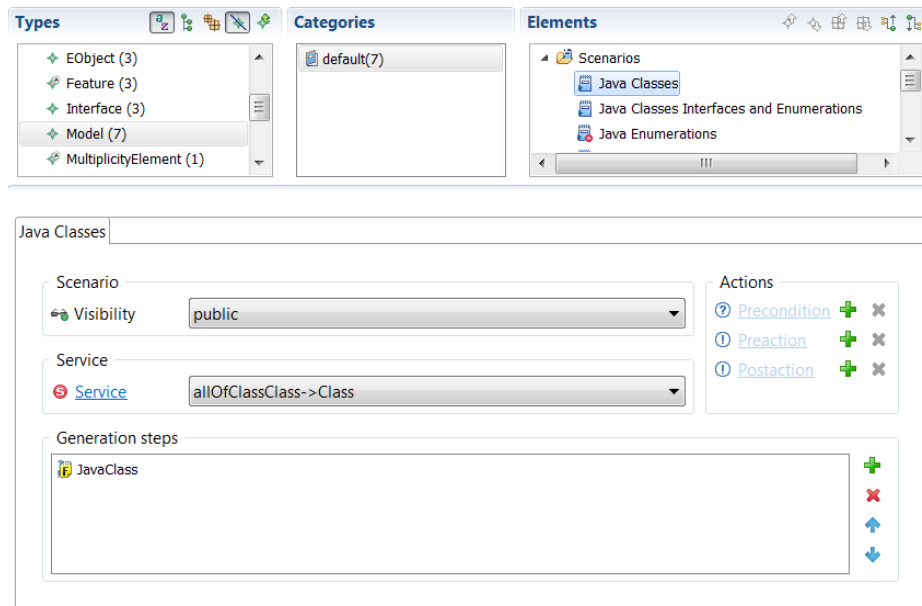 Types
EObject (3)
Feature (3)
Interface (3)
Model (7)
MultiplicityElement (1)
Categories
default(7)
Elements
Scenarios
Java Classes
Java Classes Interfaces and Enumerations
Java Enumerations
Java Classes
Scenario
Visibility
public
Service
Service
allOfClassClass->Class
Actions
Precondition
Preaction
Postaction
Generation steps
JavaClass